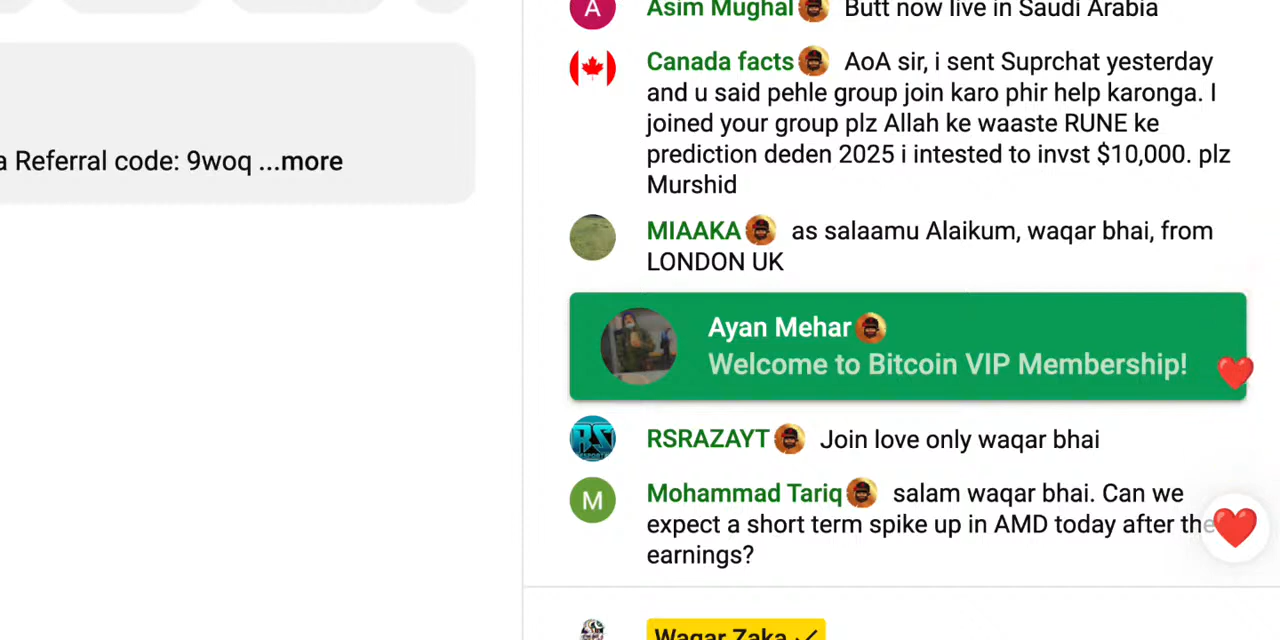 a Referral code: 9woq ...more
A Asim Mughal Butt now live in Saudi Arabia
Canada facts AoA sir, i sent Suprchat yesterday
and u said pehle group join karo phir help karonga. I
joined your group plz Allah ke waaste RUNE ke
prediction deden 2025 i intested to invst $10,000. plz
Murshid
MIAAKA as salaamu Alaikum, waqar bhai, from
LONDON UK
Ayan Mehar
Welcome to Bitcoin VIP Membership!
RS RSRAZAYT Join love only waqar bhai
M Mohammad Tariq salam waqar bhai. Can we
expect a short term spike up in AMD today after the
earnings?
Waqar Zaka